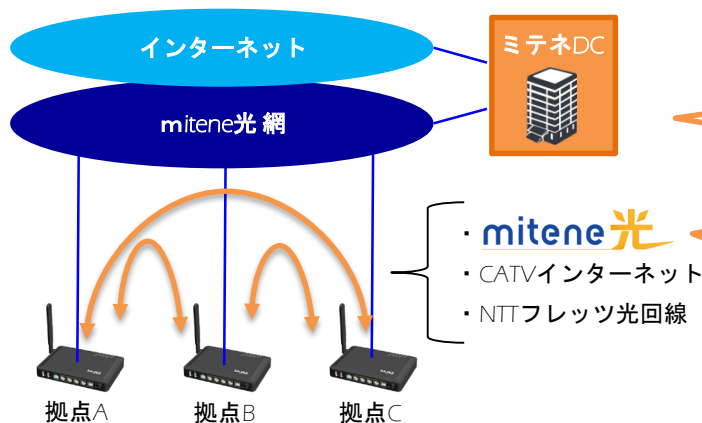 インターネット
ミテネDC
mitene光 網
・mitene光
・CATVインターネット
・NTTフレッツ光回線
拠点A
拠点B
拠点C